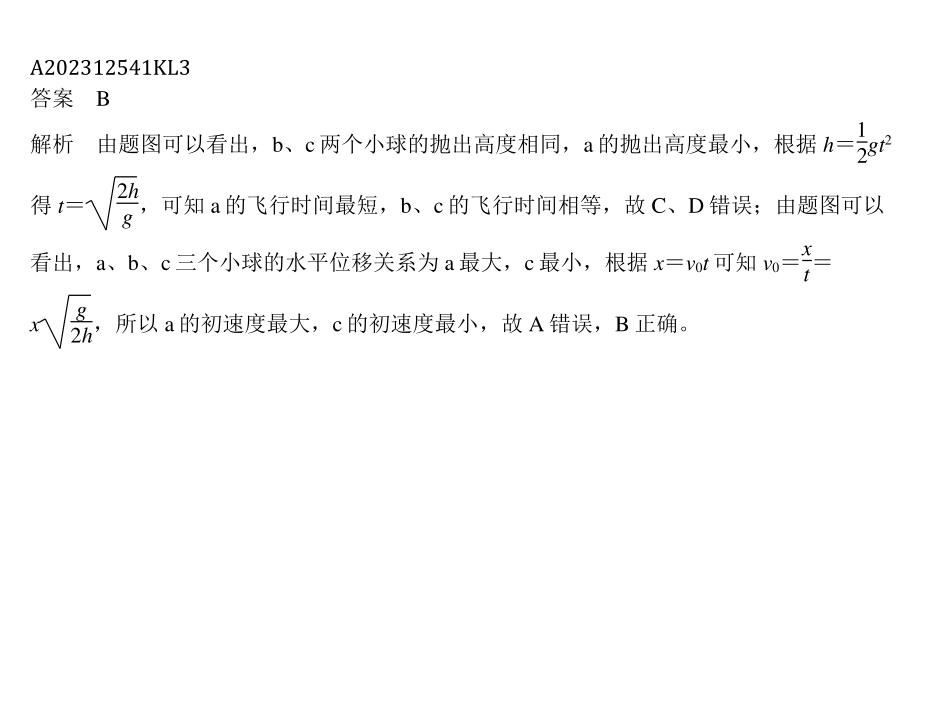 A202312541KL3
答案　B
解析　由题图可以看出，b、c两个小球的抛出高度相同，a的抛出高度最小，根据 h＝\frac{1}{2}gt²
得 t＝\sqrt{\frac{2h}{g}}，可知 a 的飞行时间最短，b、c 的飞行时间相等，故 C、D 错误；由题图可以
看出，a、b、c 三个小球的水平位移关系为 a 最大，c 最小，根据 x＝v₀t 可知 v₀＝\frac{x}{t}＝
x\sqrt{\frac{g}{2h}}，所以 a 的初速度最大，c 的初速度最小，故 A 错误，B 正确。